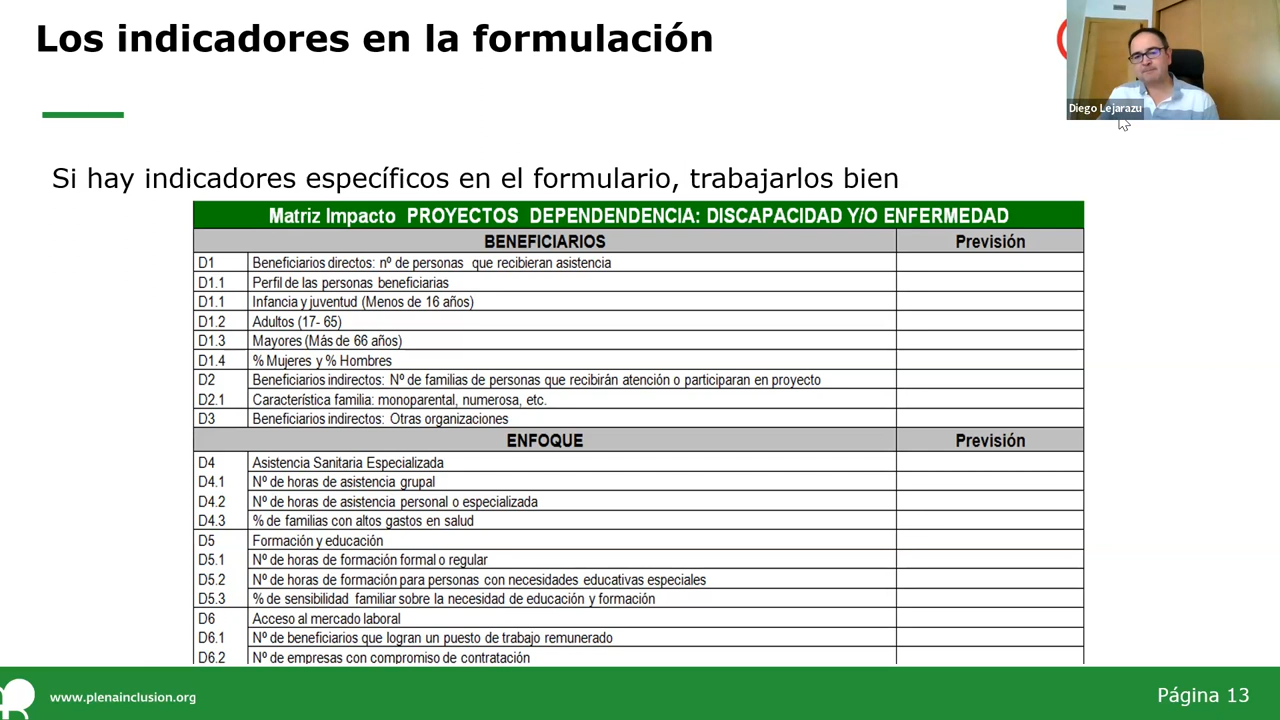 Los indicadores en la formulación
Diego Lejarazu
Si hay indicadores específicos en el formulario, trabajarlos bien
Matriz Impacto PROYECTOS DEPENDENDENCIA: DISCAPACIDAD Y/O ENFERMEDAD
BENEFICIARIOS Previsión
D1 Beneficiarios directos: nº de personas que recibieran asistencia
D1.1 Perfil de las personas beneficiarias
D1.1 Infancia y juventud (Menos de 16 años)
D1.2 Adultos (17- 65)
D1.3 Mayores (Más de 66 años)
D1.4 % Mujeres y % Hombres
D2 Beneficiarios indirectos: Nº de familias de personas que recibirán atención o participaran en proyecto
D2.1 Característica familia: monoparental, numerosa, etc.
D3 Beneficiarios indirectos: Otras organizaciones
ENFOQUE Previsión
D4 Asistencia Sanitaria Especializada
D4.1 Nº de horas de asistencia grupal
D4.2 Nº de horas de asistencia personal o especializada
D4.3 % de familias con altos gastos en salud
D5 Formación y educación
D5.1 Nº de horas de formación formal o regular
D5.2 Nº de horas de formación para personas con necesidades educativas especiales
D5.3 % de sensibilidad familiar sobre la necesidad de educación y formación
D6 Acceso al mercado laboral
D6.1 Nº de beneficiarios que logran un puesto de trabajo remunerado
D6.2 Nº de empresas con compromiso de contratación
www.plenainclusion.org
Página 13